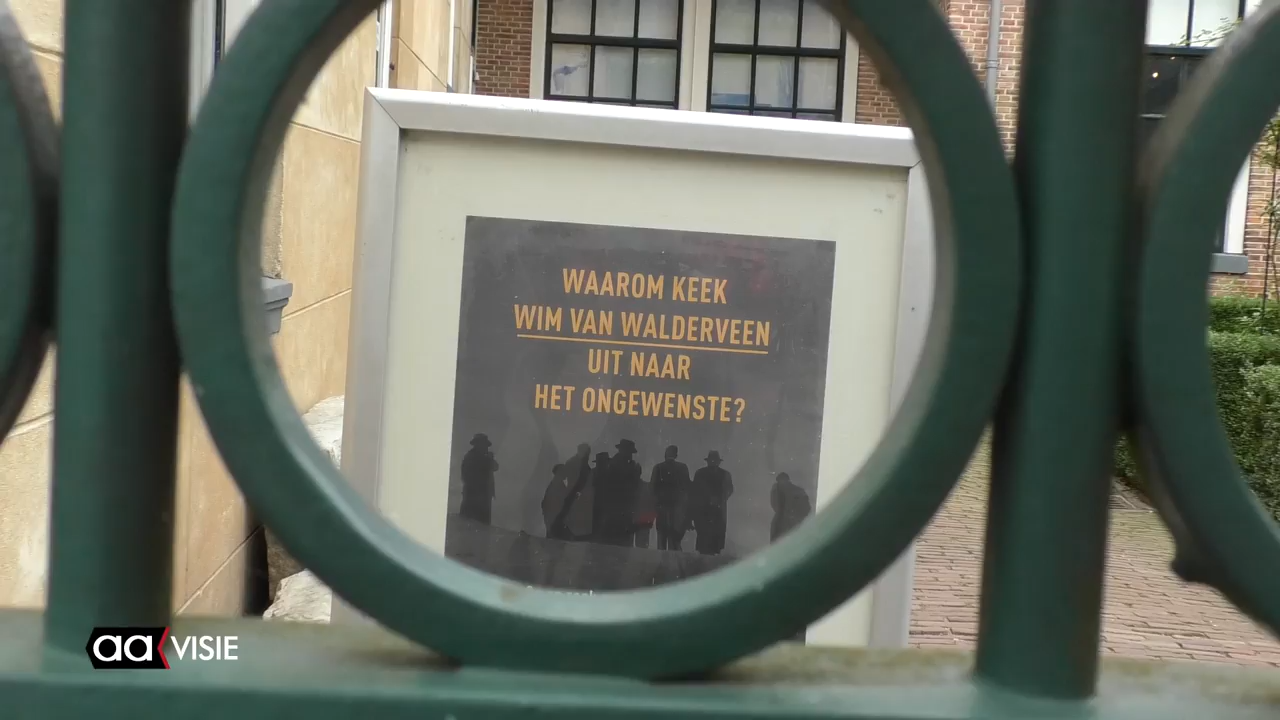 WAAROM KEEK
WIM VAN WALDERVEEN
UIT NAAR
HET ONGEWENSTE?
aa VISIE